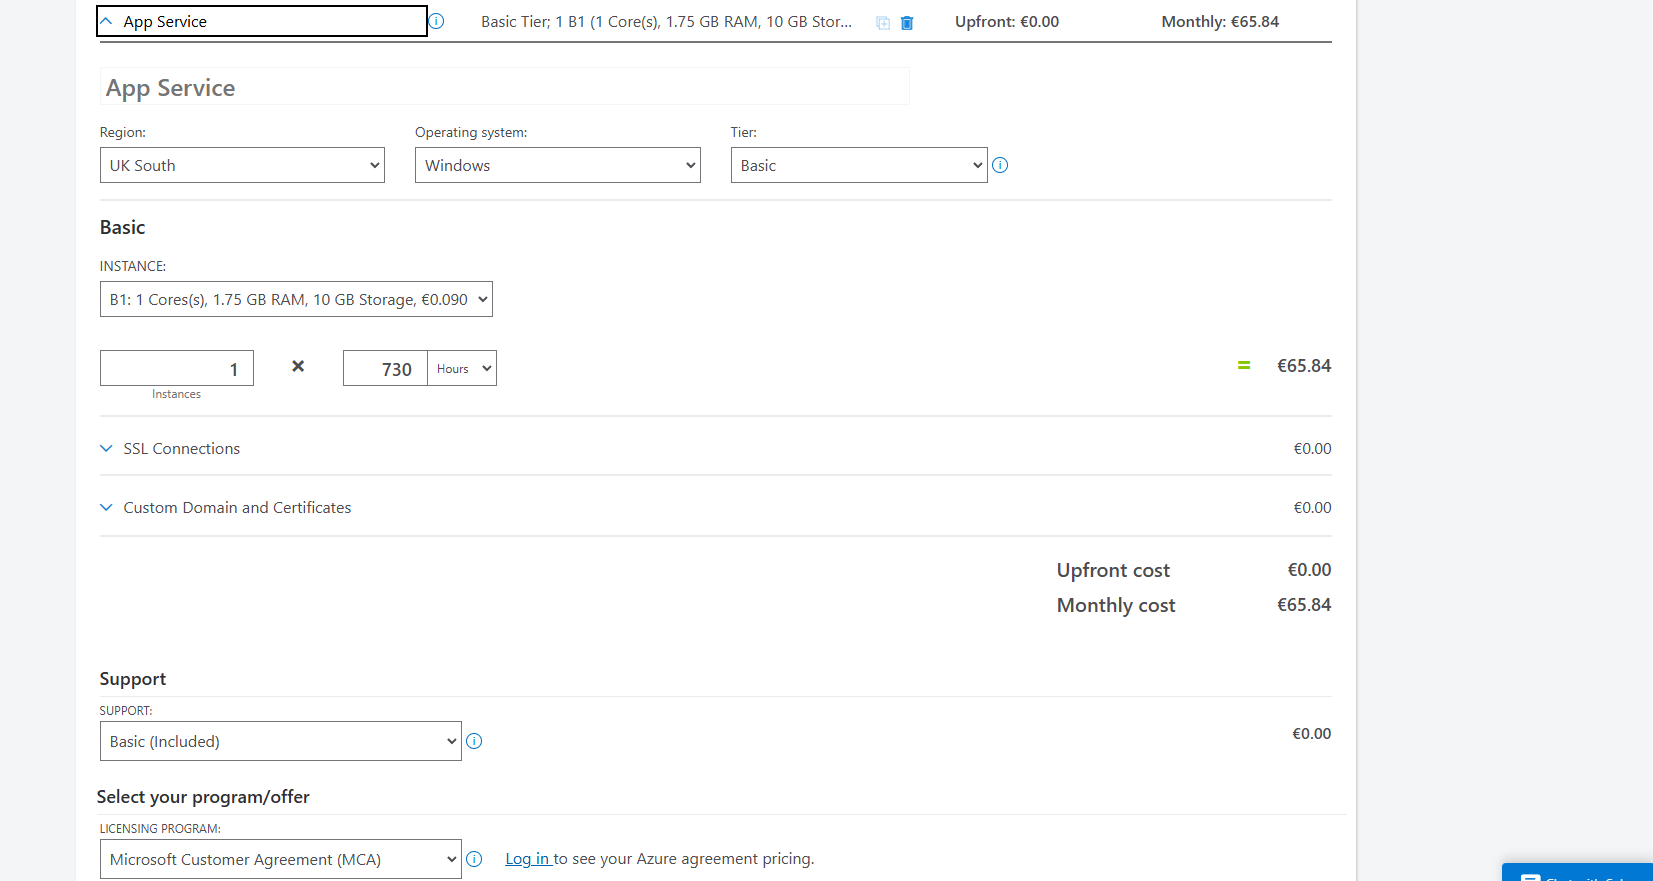 App Service Basic Tier; 1 B1 (1 Core(s), 1.75 GB RAM, 10 GB Stor... Upfront: €0.00 Monthly: €65.84
App Service
Region: Operating system: Tier:
UK South Windows Basic
Basic
INSTANCE:
B1: 1 Cores(s), 1.75 GB RAM, 10 GB Storage, €0.090
1 × 730 Hours = €65.84
Instances
SSL Connections €0.00
Custom Domain and Certificates €0.00
Upfront cost €0.00
Monthly cost €65.84
Support
SUPPORT:
Basic (Included) €0.00
Select your program/offer
LICENSING PROGRAM:
Microsoft Customer Agreement (MCA) Log in to see your Azure agreement pricing.